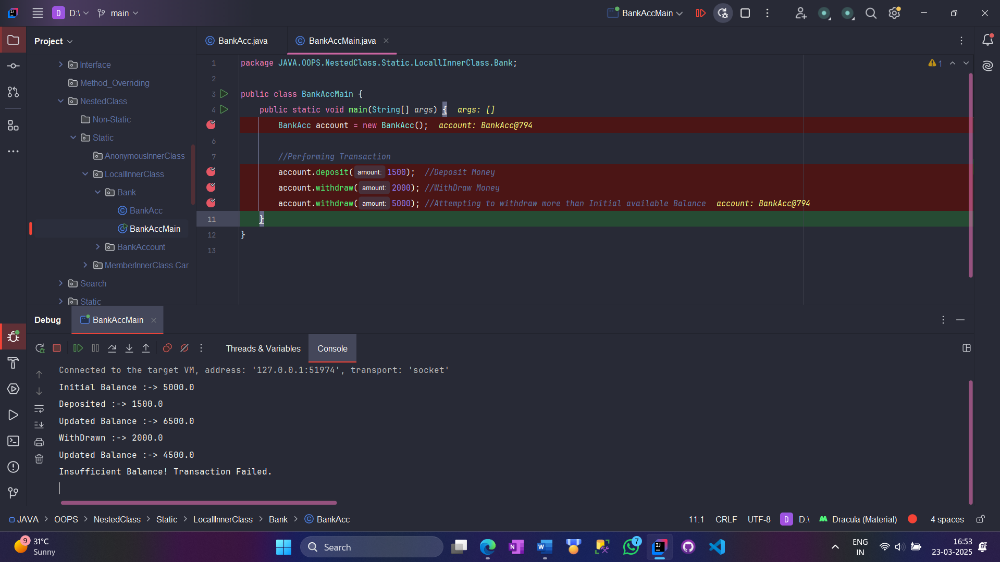 D D:\ main BankAccMain
Project
BankAcc.java BankAccMain.java
Interface
Method_Overriding
NestedClass
Non-Static
Static
AnonymousInnerClass
LocalInnerClass
Bank
BankAcc
BankAccMain
BankAccount
MemberInnerClass.Car
Search
Static
1 package JAVA.OOPS.NestedClass.Static.LocallInnerClass.Bank; 1
2
3 public class BankAccMain {
4 public static void main(String[] args) { args: []
BankAcc account = new BankAcc(); account: BankAcc@794
6
7 //Performing Transaction
account.deposit( amount: 1500); //Deposit Money
account.withdraw( amount: 2000); //WithDraw Money
account.withdraw( amount: 5000); //Attempting to withdraw more than Initial available Balance account: BankAcc@794
11 }
12 }
13
Debug BankAccMain
Threads & Variables Console
Connected to the target VM, address: '127.0.0.1:51974', transport: 'socket'
Initial Balance :-> 5000.0
Deposited :-> 1500.0
Updated Balance :-> 6500.0
WithDrawn :-> 2000.0
Updated Balance :-> 4500.0
Insufficient Balance! Transaction Failed.
JAVA > OOPS > NestedClass > Static > LocallInnerClass > Bank > BankAcc 11:1 CRLF UTF-8 D D:\ Dracula (Material) 4 spaces
9 31°C
Sunny
Search
7
ENG
IN
16:53
23-03-2025